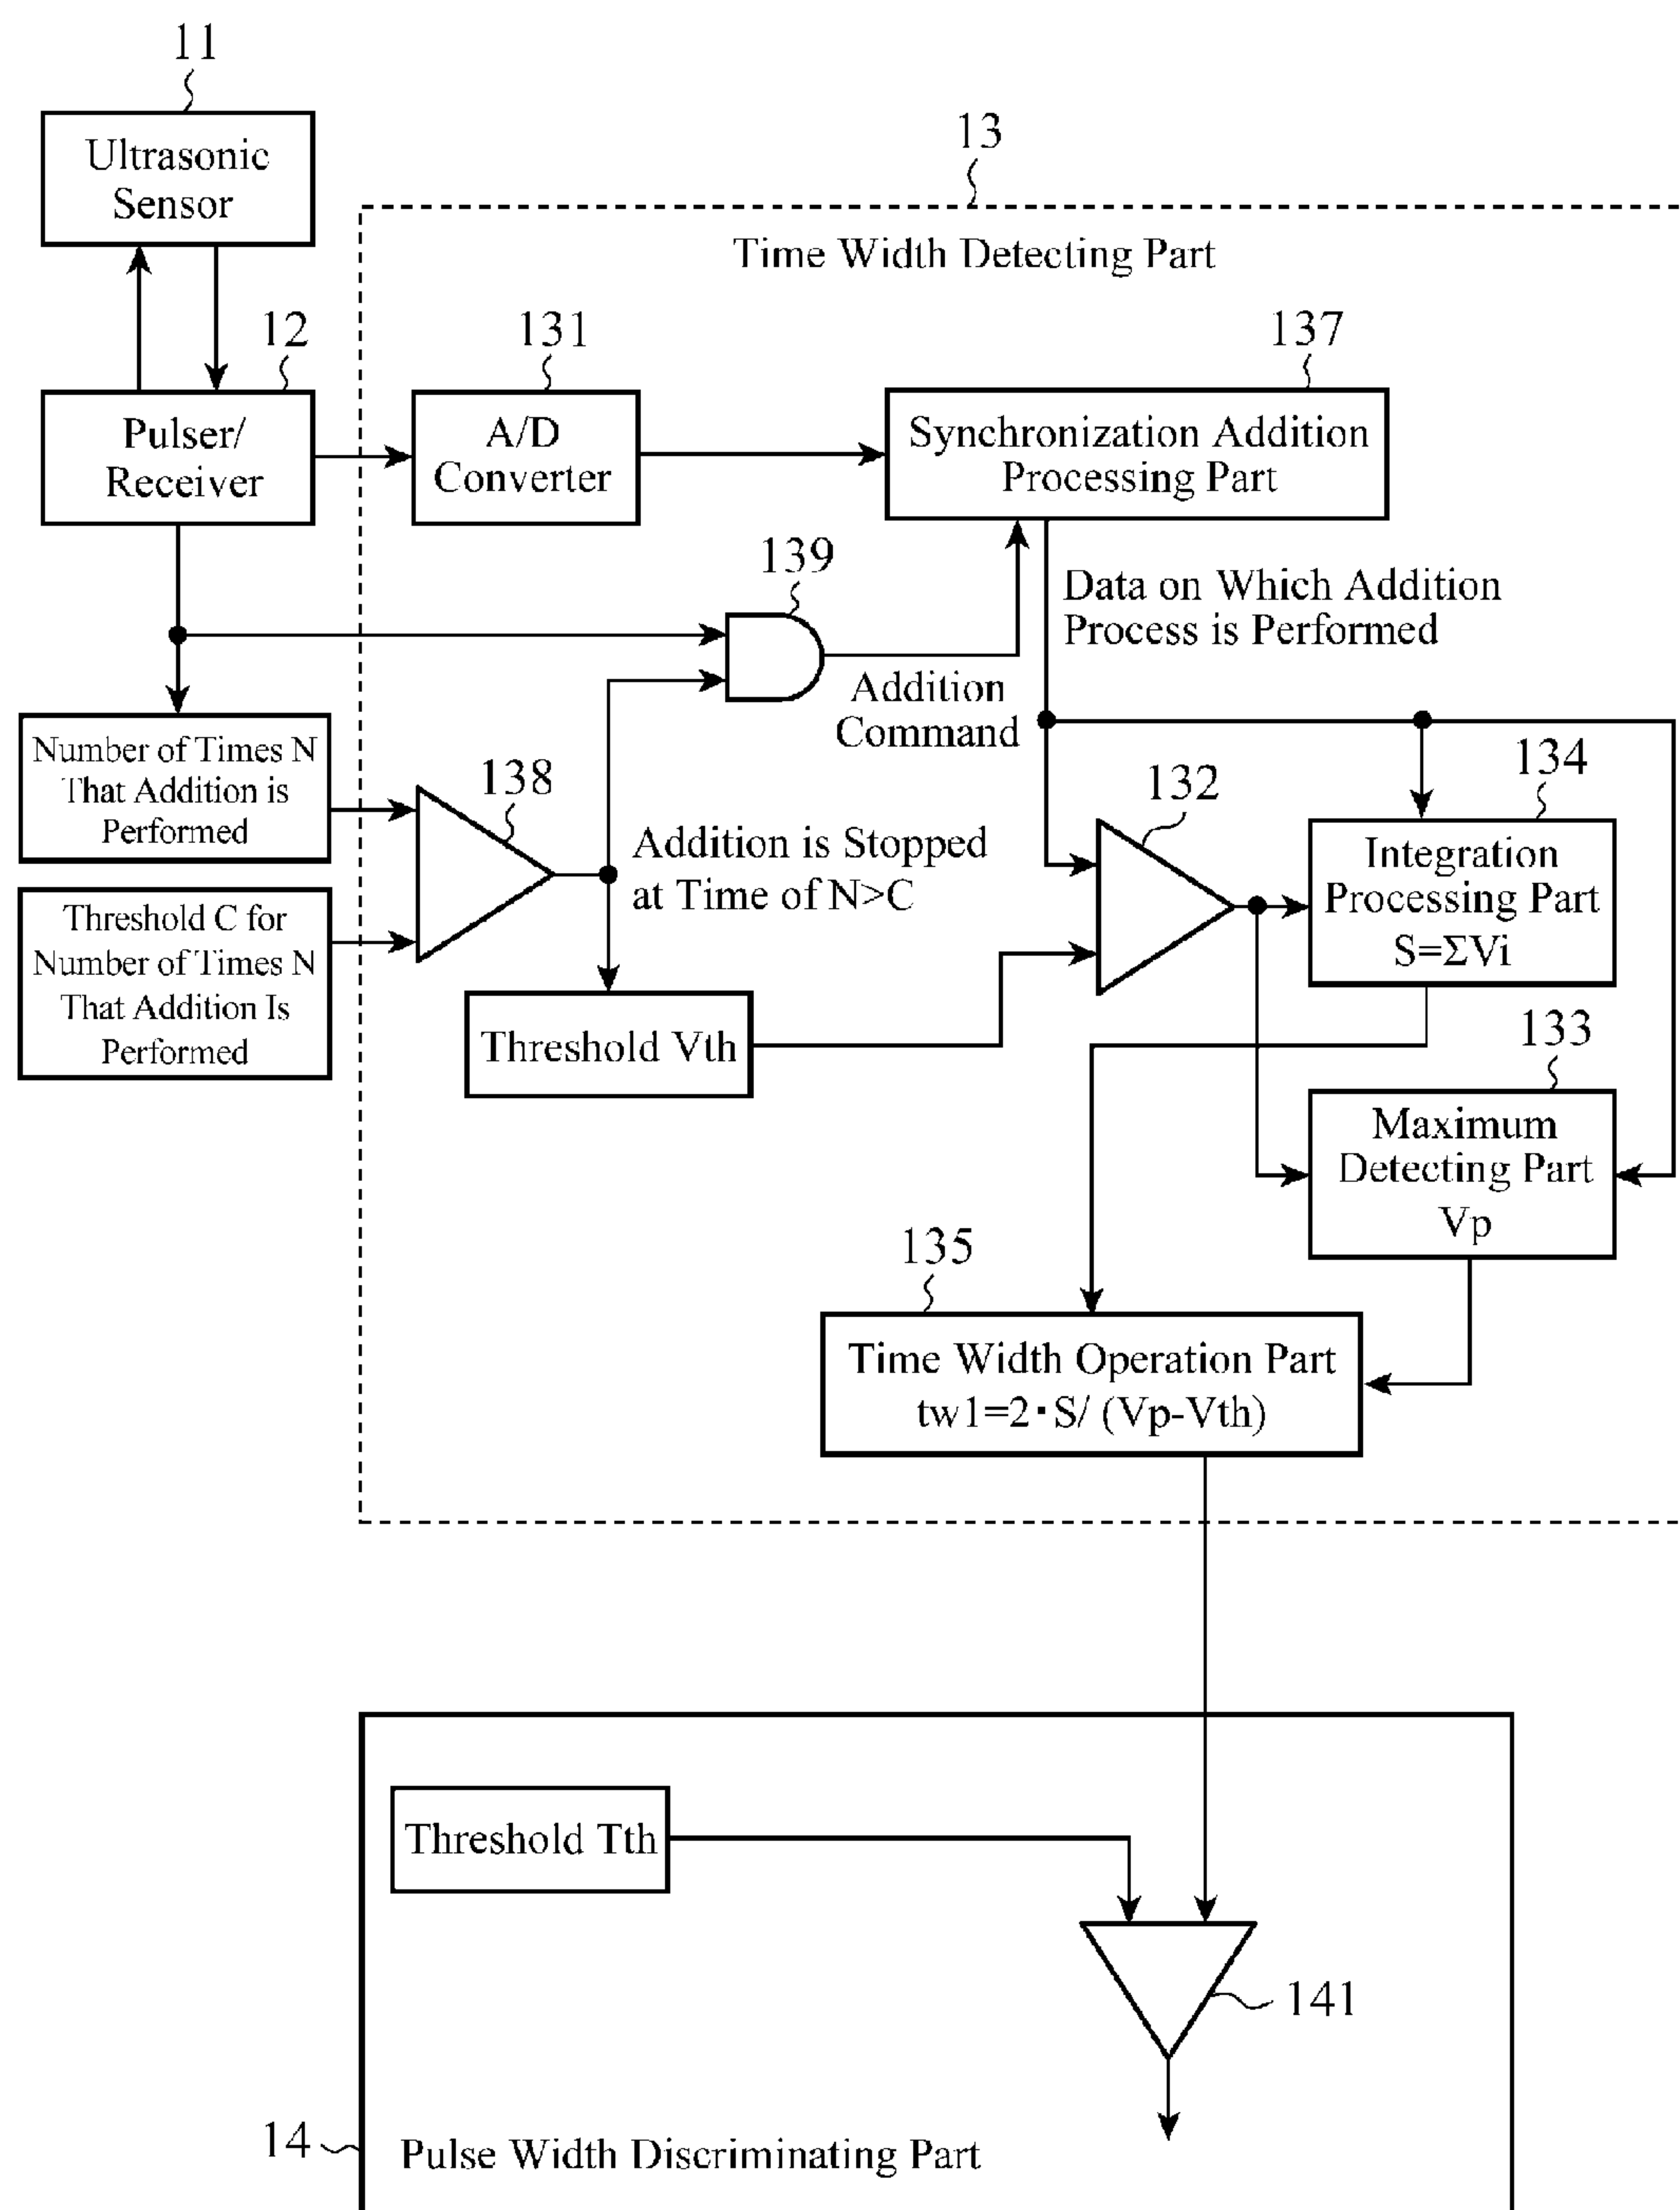 11
Ultrasonic
Sensor
13
Time Width Detecting Part
12
Pulser/
Receiver
131
A/D
Converter
137
Synchronization Addition
Processing Part
139
Data on Which Addition
Process is Performed
Addition
Command
Number of Times N
That Addition is
Performed
138
Addition is Stopped
at Time of N>C
132
134
Integration
Processing Part
S=ΣVi
Threshold C for
Number of Times N
That Addition Is
Performed
Threshold Vth
133
Maximum
Detecting Part
Vp
135
Time Width Operation Part
tw1=2・S/ (Vp-Vth)
Threshold Tth
141
14
Pulse Width Discriminating Part